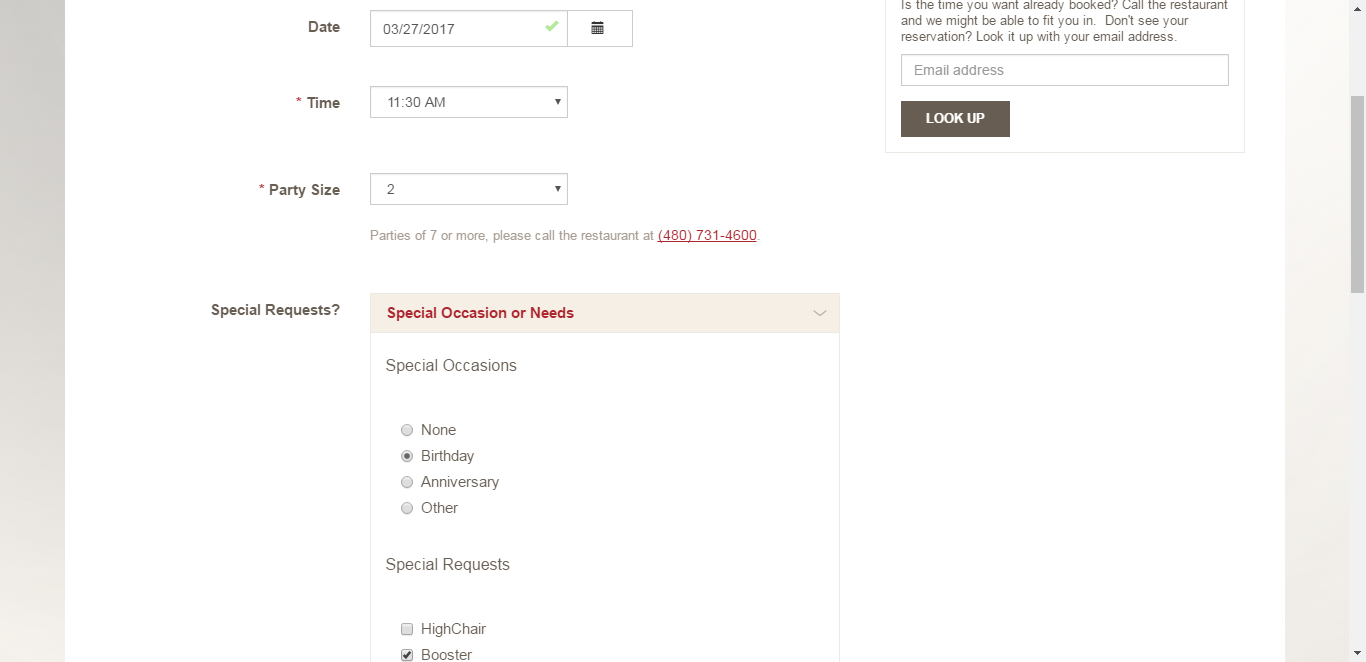 Date
03/27/2017
* Time
11:30 AM
* Party Size
2
Parties of 7 or more, please call the restaurant at (480) 731-4600.
Special Requests?
Special Occasion or Needs
Special Occasions
None
Birthday
Anniversary
Other
Special Requests
HighChair
Booster
Is the time you want already booked? Call the restaurant
and we might be able to fit you in.  Don't see your
reservation? Look it up with your email address.
Email address
LOOK UP